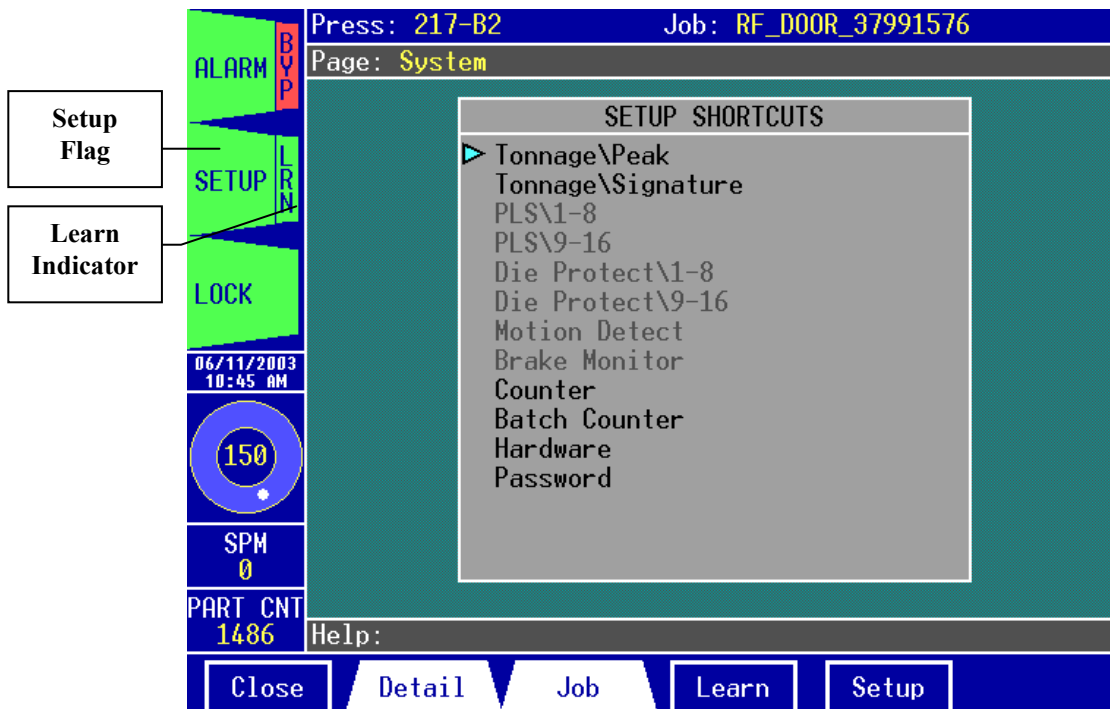 Setup
Flag
Learn
Indicator
ALARM
BYP
SETUP
LRN
LOCK
06/11/2003
10:45 AM
150
SPM
0
PART CNT
1486
Press: 217-B2 Job: RF_DOOR_37991576
Page: System
SETUP SHORTCUTS
Tonnage\Peak
Tonnage\Signature
PLS\1-8
PLS\9-16
Die Protect\1-8
Die Protect\9-16
Motion Detect
Brake Monitor
Counter
Batch Counter
Hardware
Password
Help:
Close Detail Job Learn Setup